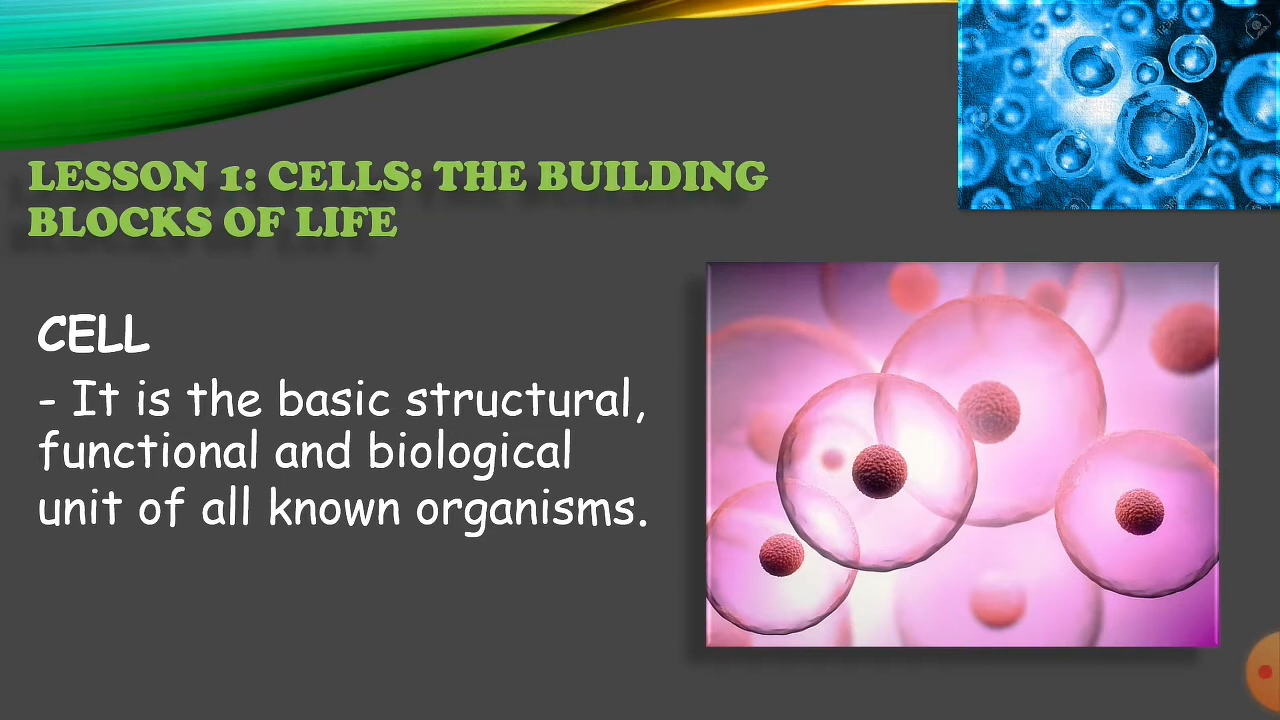 LESSON 1: CELLS: THE BUILDING
BLOCKS OF LIFE
CELL
- It is the basic structural,
functional and biological
unit of all known organisms.